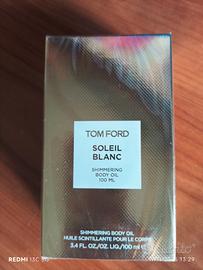 TOM FORD
SOLEIL
BLANC
SHIMMERING
BODY OIL
100 ML
SHIMMERING BODY OIL
HUILE SCINTILLANTE POUR LE CORPS
3.4 FL.OZ./OZ. LIQ./100 ml ℮
REDMI 13C 5G
13:29